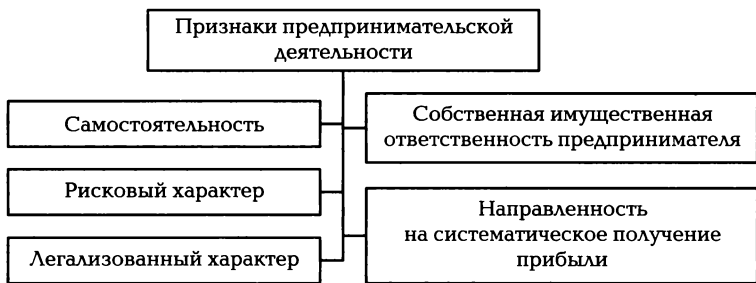 Признаки предпринимательской
деятельности
Самостоятельность
Собственная имущественная
ответственность предпринимателя
Рисковый характер
Направленность
на систематическое получение
прибыли
Легализованный характер